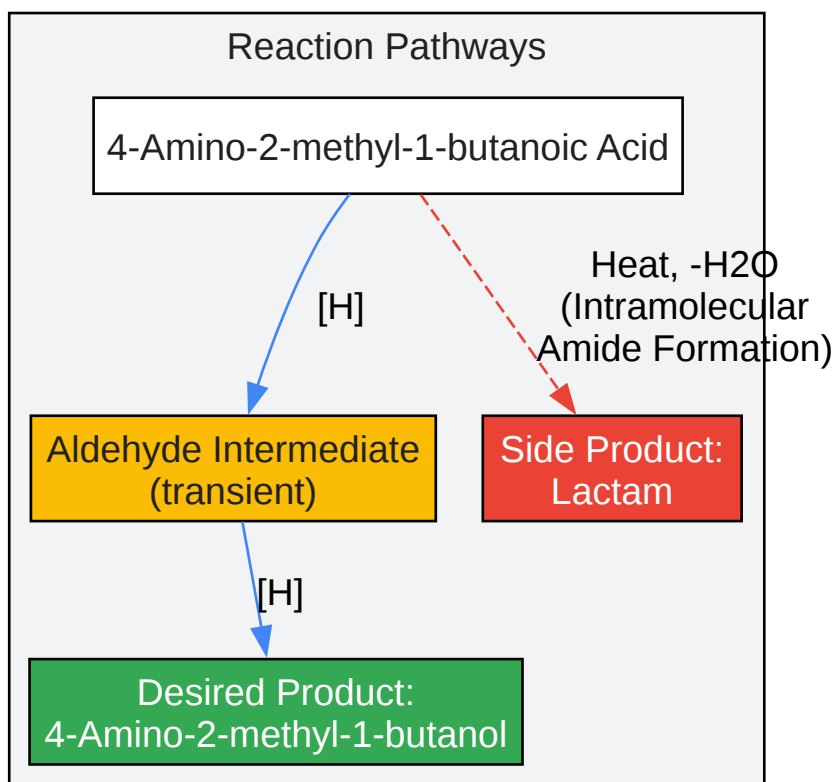 Reaction Pathways
4-Amino-2-methyl-1-butanoic Acid
Heat, -H2O
(Intramolecular
Amide Formation)
[H]
Aldehyde Intermediate
(transient)
Side Product:
Lactam
[H]
Desired Product:
4-Amino-2-methyl-1-butanol